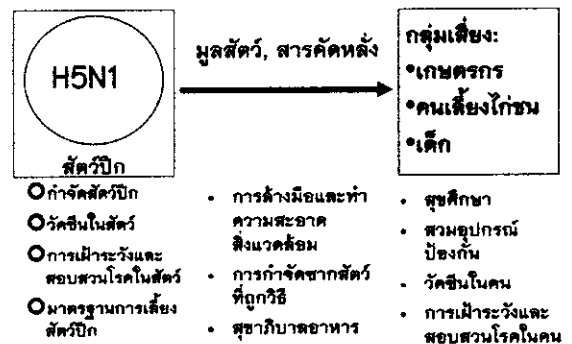 H5N1
สัตว์ปีก
มูลสัตว์, สารคัดหลั่ง
กลุ่มเสี่ยง:
•เกษตรกร
•คนเลี้ยงไก่ชน
•เด็ก
กำจัดสัตว์ปีก
วัคซีนในสัตว์
การเฝ้าระวังและ
สอบสวนโรคในสัตว์
มาตรฐานการเลี้ยง
สัตว์ปีก
• การล้างมือและทำ
ความสะอาด
สิ่งแวดล้อม
• การกำจัดซากสัตว์
ที่ถูกวิธี
• สุขาภิบาลอาหาร
• สุขศึกษา
• สวมอุปกรณ์
ป้องกัน
• วัคซีนในคน
• การเฝ้าระวังและ
สอบสวนโรคในคน